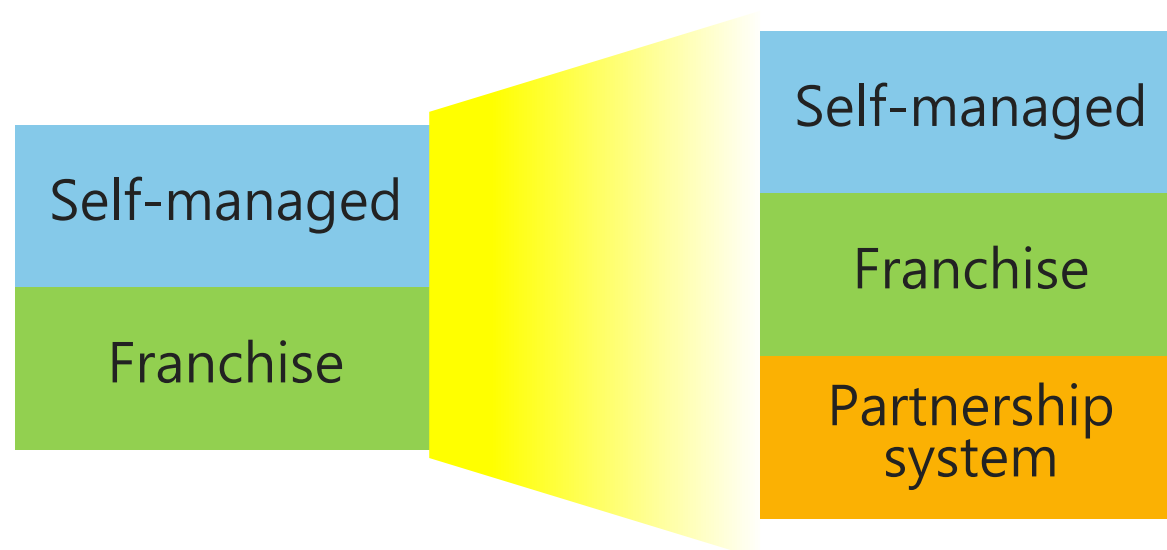 Self-managed
Franchise
Self-managed
Franchise
Partnership
system